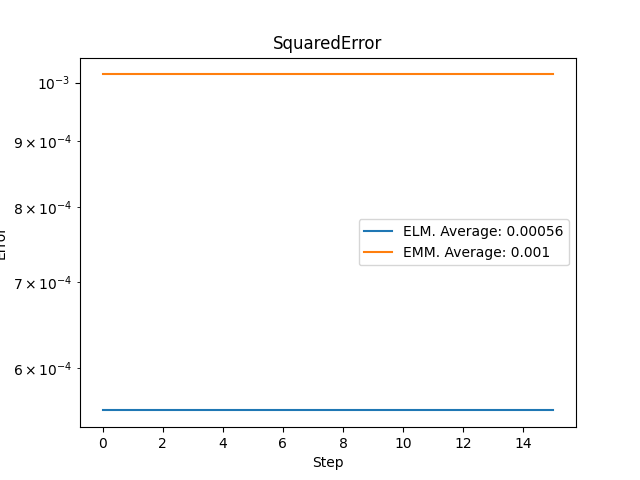 SquaredError
10⁻³
9 × 10⁻⁴
8 × 10⁻⁴
7 × 10⁻⁴
6 × 10⁻⁴
Error
ELM. Average: 0.00056
EMM. Average: 0.001
0 2 4 6 8 10 12 14
Step